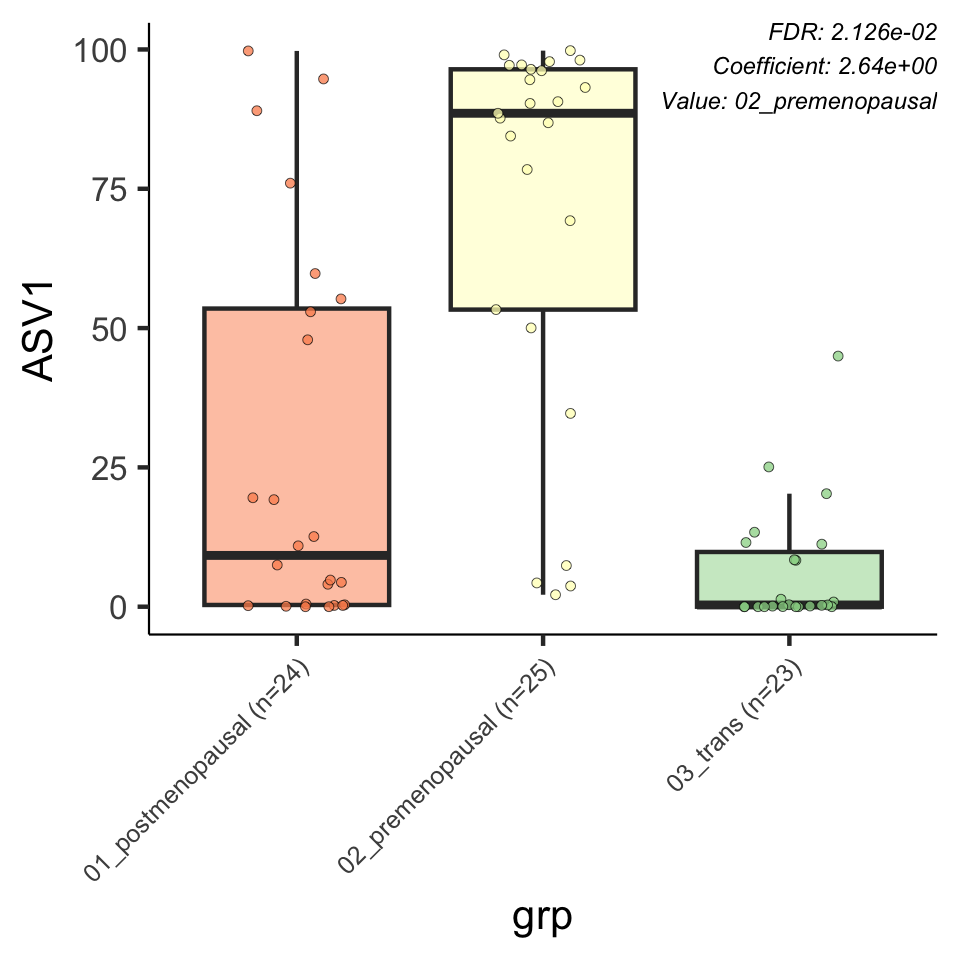 FDR: 2.126e-02
Coefficient: 2.64e+00
Value: 02_premenopausal
100
75
50
25
0
ASV1
01_postmenopausal (n=24)
02_premenopausal (n=25)
03_trans (n=23)
grp